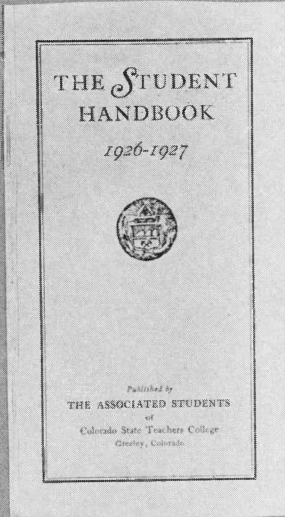 THE STUDENT
HANDBOOK
1926-1927
Published by
THE ASSOCIATED STUDENTS
of
Colorado State Teachers College
Greeley, Colorado